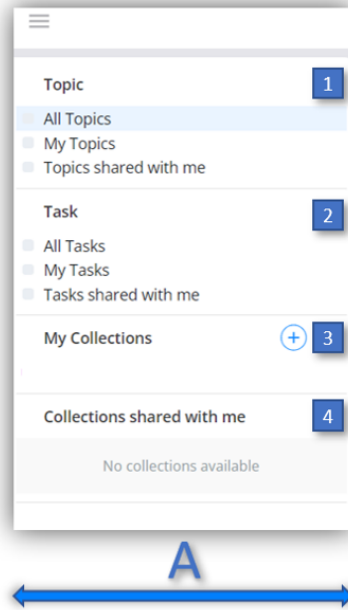 Topic 1
All Topics
My Topics
Topics shared with me
Task 2
All Tasks
My Tasks
Tasks shared with me
My Collections + 3
Collections shared with me 4
No collections available
A